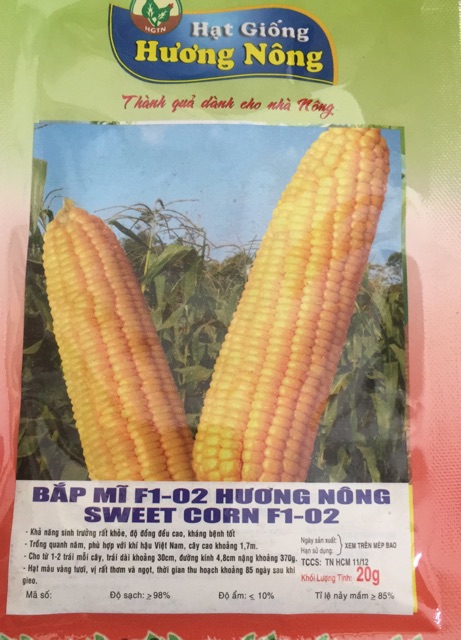 HGTN
Hạt Giống
Hương Nông
Thành quả dành cho nhà Nông
BẮP MĨ F1-02 HƯƠNG NÔNG
SWEET CORN F1-02
- Khả năng sinh trưởng rất khỏe, độ đồng đều cao, kháng bệnh tốt
- Trồng quanh năm, phù hợp với khí hậu Việt Nam, cây cao khoảng 1,7m.
- Cho từ 1-2 trái mỗi cây, trái dài khoảng 30cm, đường kính 4,8cm nặng khoảng 370g.
- Hạt màu vàng tươi, vị rất thơm và ngọt, thời gian thu hoạch khoảng 85 ngày sau khi
gieo.
Ngày sản xuất:
Hạn sử dụng:
XEM TRÊN MÉP BAO
TCCS: TN HCM 11/12
Khối Lượng Tịnh: 20g
Mã số: Độ sạch: ≥ 98% Độ ẩm: ≤ 10% Tỉ lệ nảy mầm ≥ 85%